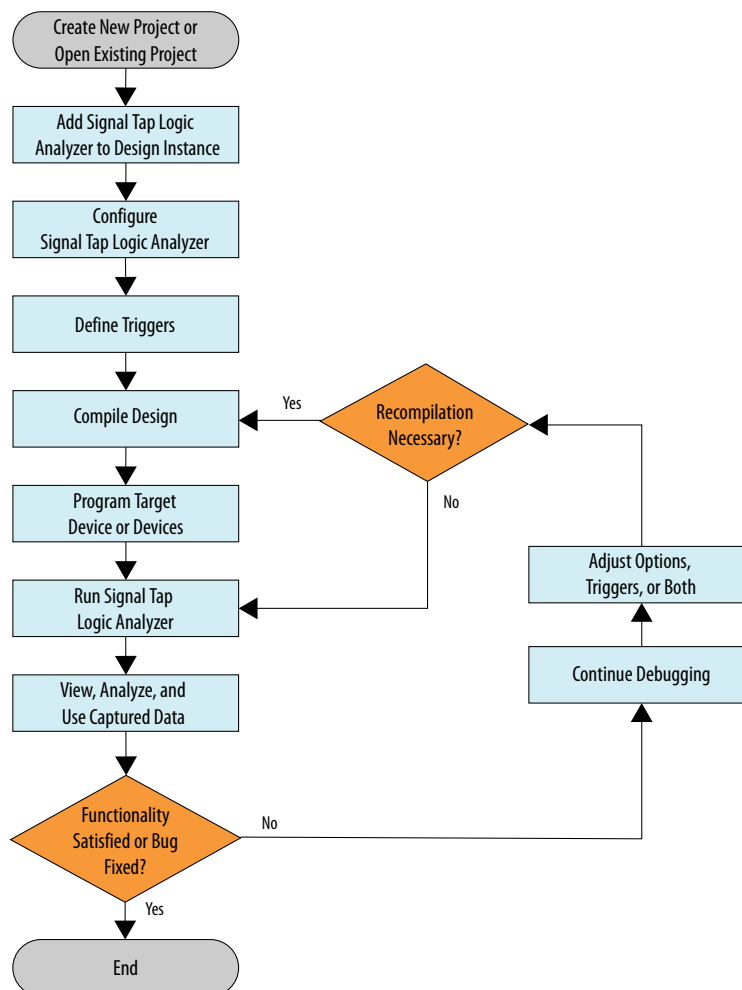 Create New Project or
Open Existing Project
Add Signal Tap Logic
Analyzer to Design Instance
Configure
Signal Tap Logic Analyzer
Define Triggers
Compile Design
Yes
Recompilation
Necessary?
No
Program Target
Device or Devices
Run Signal Tap
Logic Analyzer
Adjust Options,
Triggers, or Both
Continue Debugging
View, Analyze, and
Use Captured Data
Functionality
Satisfied or Bug
Fixed?
No
Yes
End